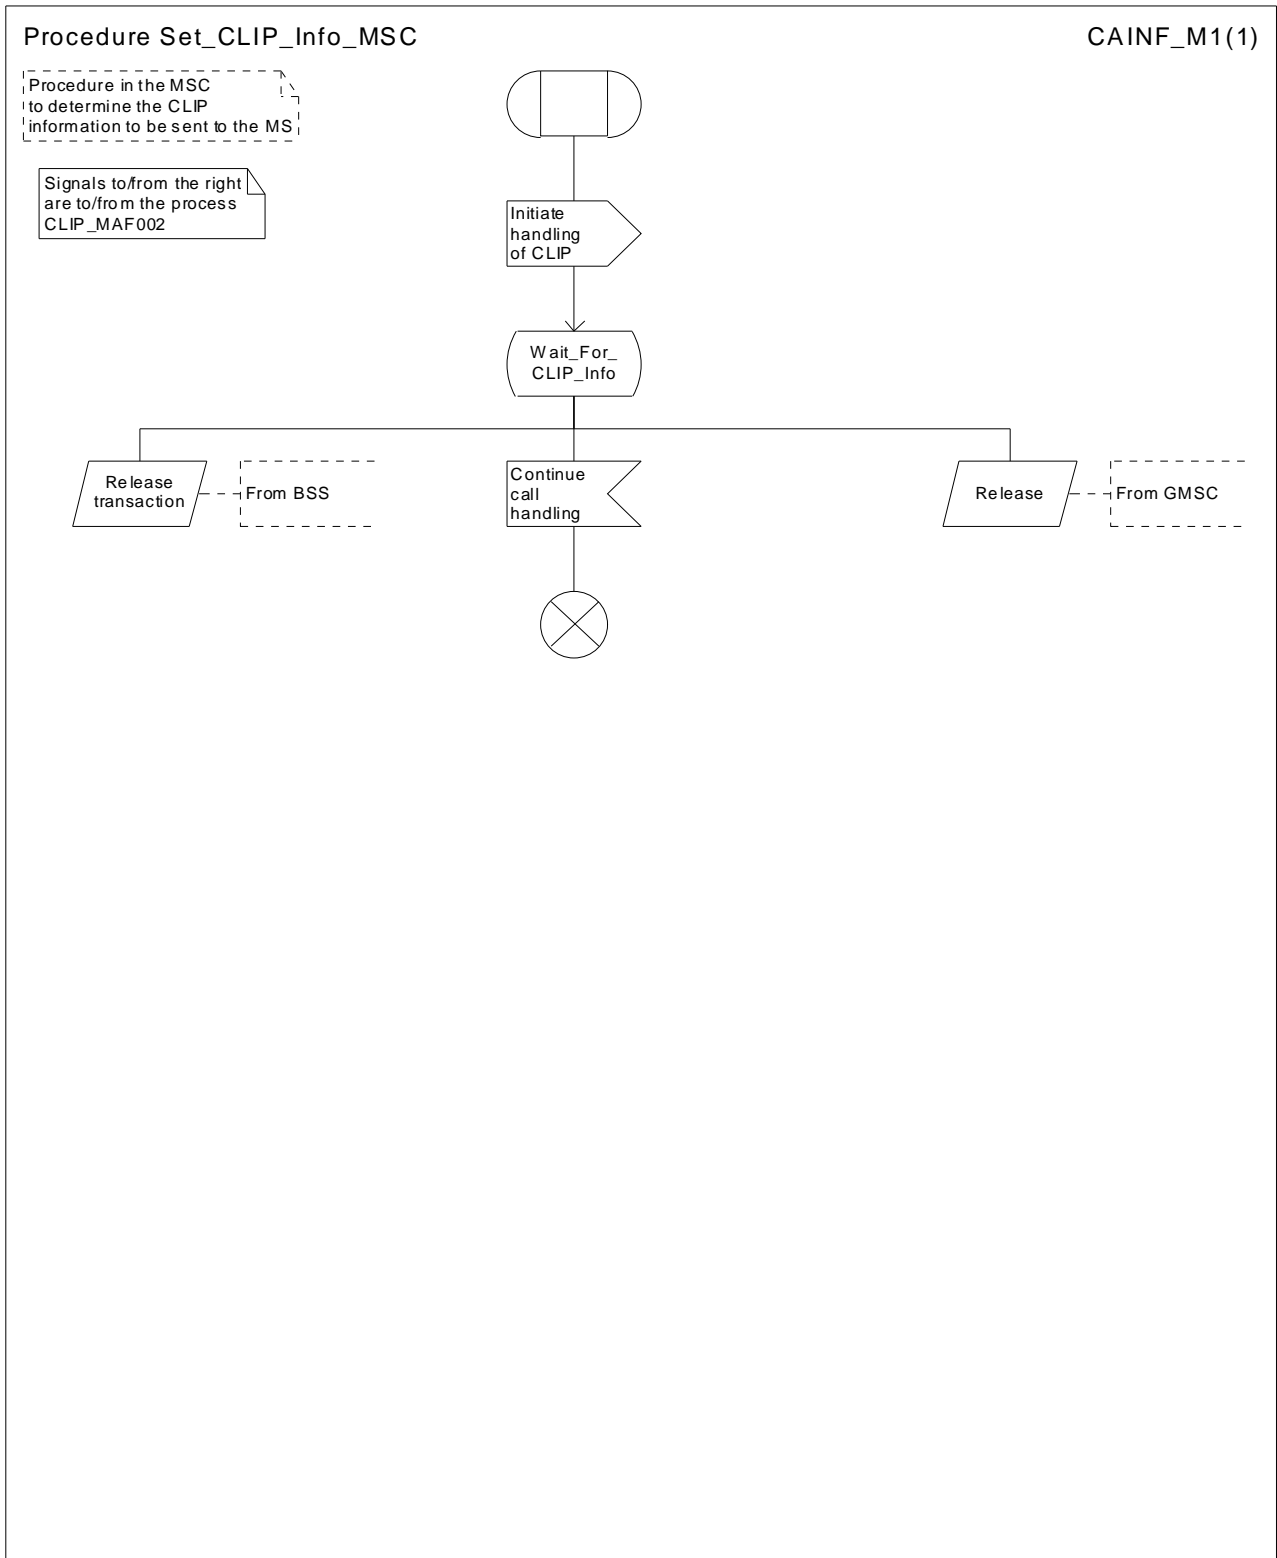 Procedure Set_CLIP_Info_MSC
CAINF_M1(1)
Procedure in the MSC
to determine the CLIP
information to be sent to the MS
Signals to/from the right
are to/from the process
CLIP_MAF002
Initiate
handling
of CLIP
Wait_For_
CLIP_Info
Release
transaction
From BSS
Continue
call
handling
Release
From GMSC